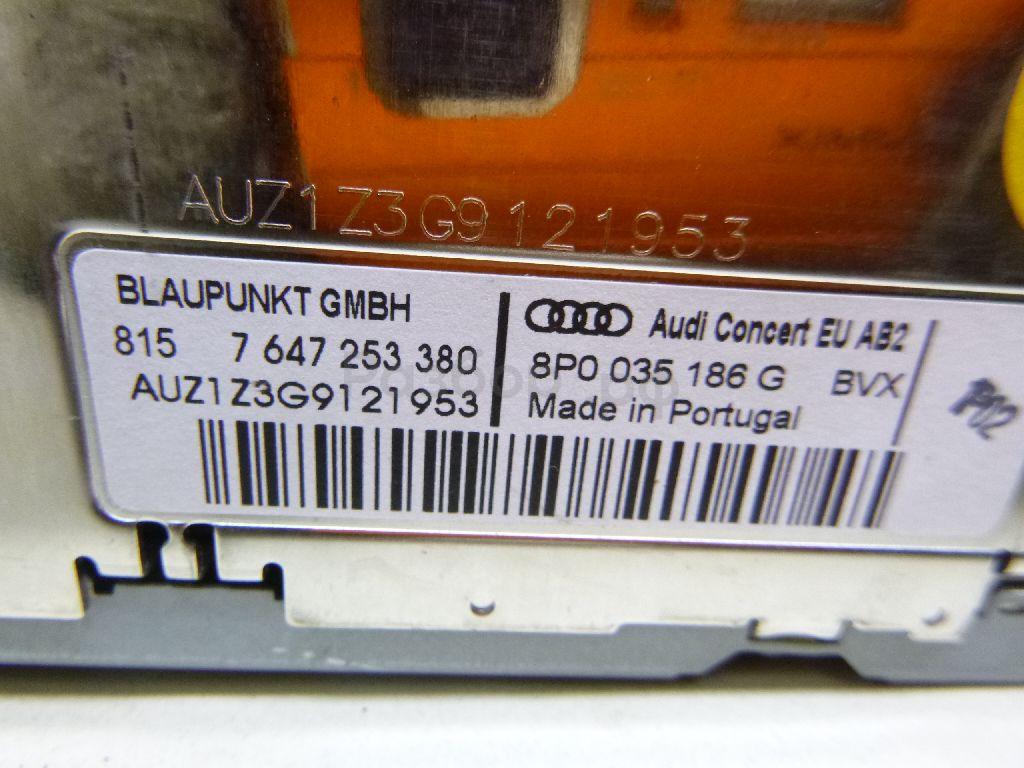 AUZ1Z3G9121953
BLAUPUNKT GMBH
815 7 647 253 380
AUZ1Z3G9121953
Audi Concert EU AB2
8P0 035 186 G BVX
Made in Portugal